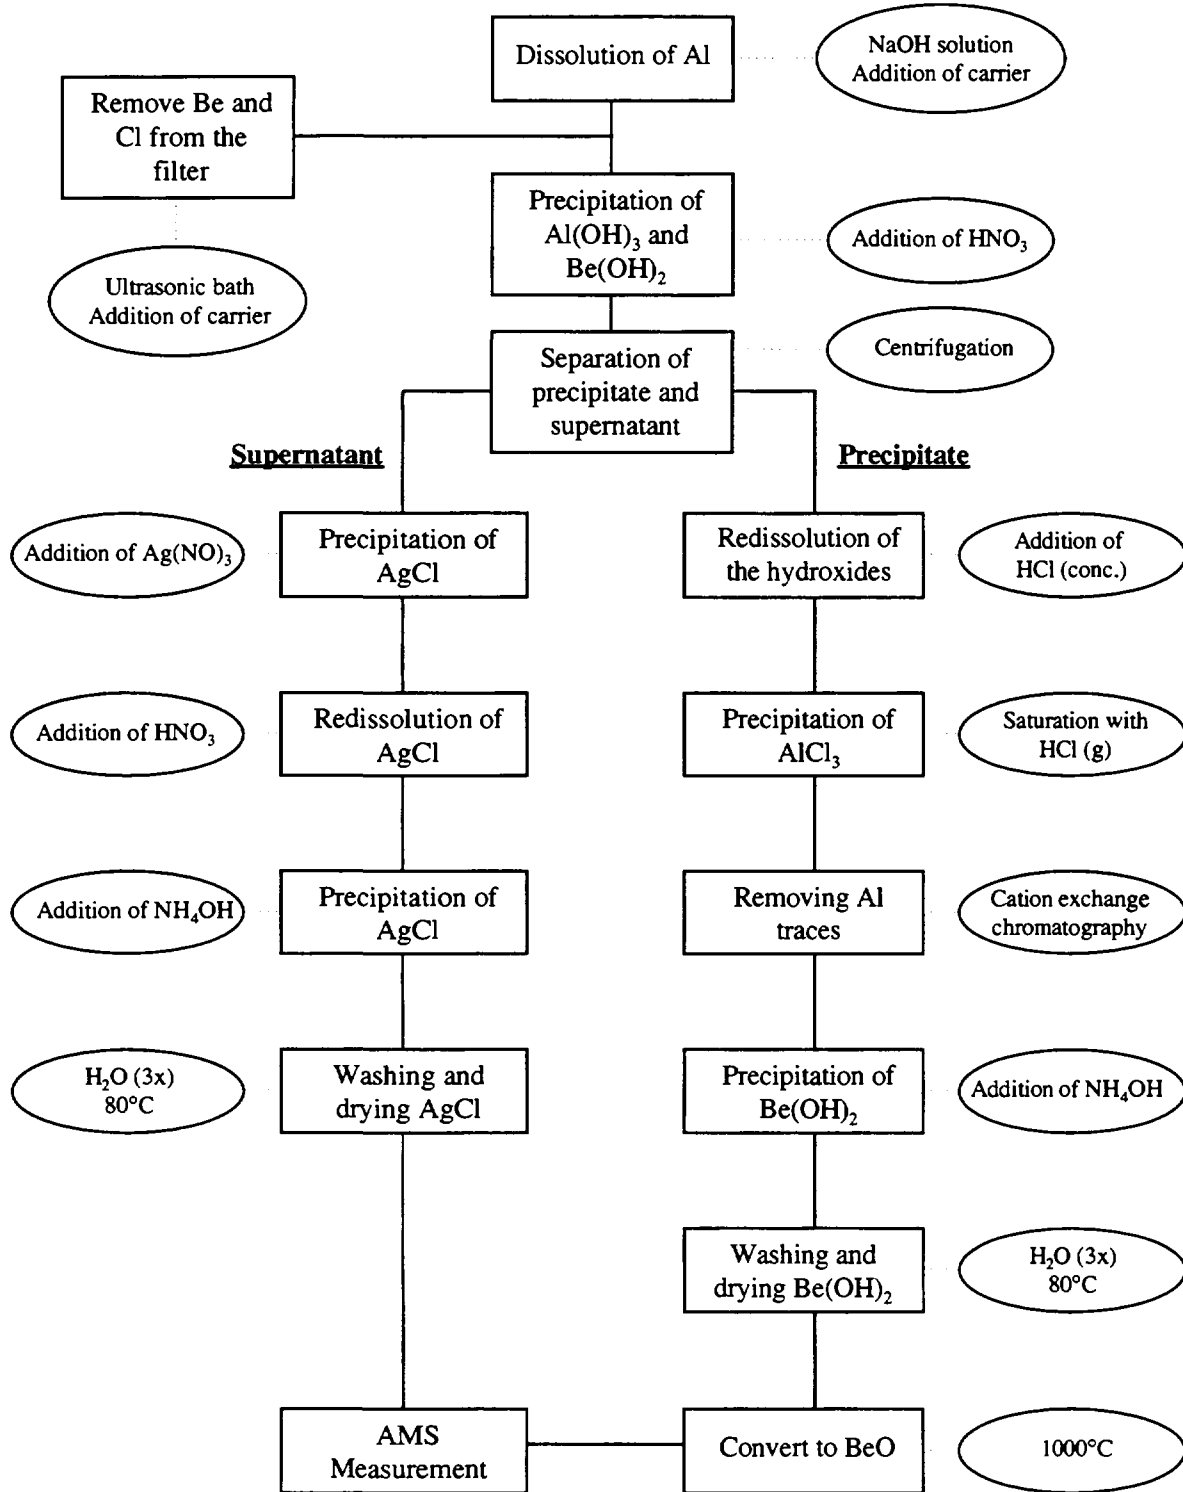 Dissolution of Al
NaOH solution
Addition of carrier
Remove Be and
Cl from the
filter
Precipitation of
Al(OH)₃ and
Be(OH)₂
Addition of HNO₃
Ultrasonic bath
Addition of carrier
Separation of
precipitate and
supernatant
Centrifugation
Supernatant
Precipitate
Addition of Ag(NO)₃
Precipitation of
AgCl
Redissolution of
the hydroxides
Addition of
HCl (conc.)
Addition of HNO₃
Redissolution of
AgCl
Precipitation of
AlCl₃
Saturation with
HCl (g)
Addition of NH₄OH
Precipitation of
AgCl
Removing Al
traces
Cation exchange
chromatography
H₂O (3x)
80°C
Washing and
drying AgCl
Precipitation of
Be(OH)₂
Addition of NH₄OH
Washing and
drying Be(OH)₂
H₂O (3x)
80°C
AMS
Measurement
Convert to BeO
1000°C